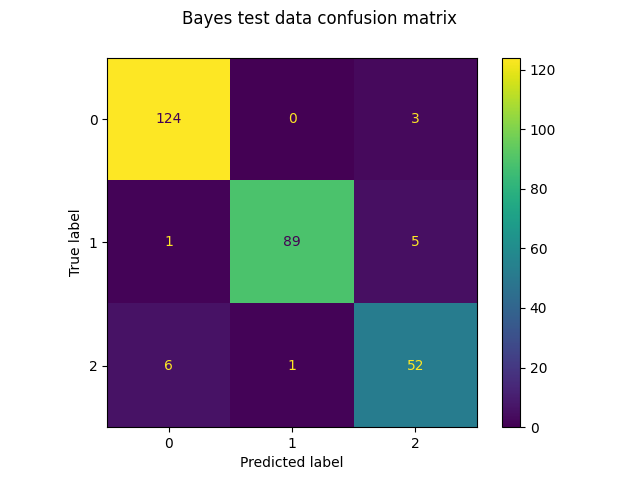 Bayes test data confusion matrix
124 0 3
1 89 5
6 1 52
0
1
2
True label
0 1 2
Predicted label
120
100
80
60
40
20
0